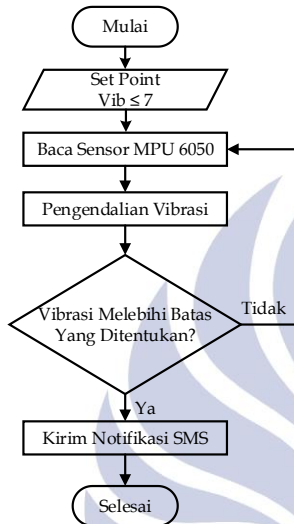 Mulai
Set Point
Vib ≤ 7
Baca Sensor MPU 6050
Pengendalian Vibrasi
Vibrasi Melebihi Batas
Yang Ditentukan?
Tidak
Ya
Kirim Notifikasi SMS
Selesai